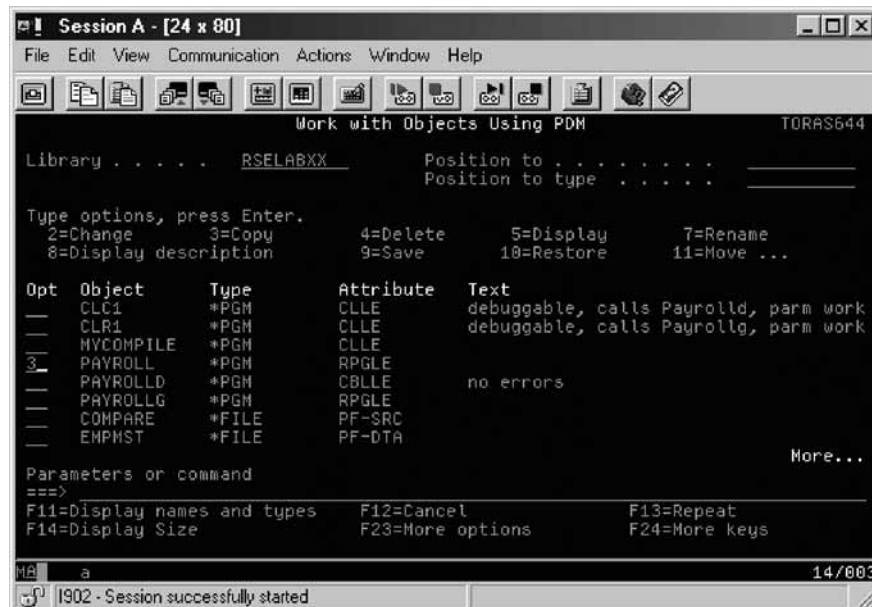 Session A - [24 x 80]
File Edit View Communication Actions Window Help
Work with Objects Using PDM TORAS644
Library . . . . . RSELABXX Position to . . . . . . . .
Position to type . . . . .
Type options, press Enter.
2=Change 3=Copy 4=Delete 5=Display 7=Rename
8=Display description 9=Save 10=Restore 11=Move ...
Opt Object Type Attribute Text
CLC1 *PGM CLLE debuggable, calls Payrolld, parm work
CLR1 *PGM CLLE debuggable, calls Payrollg, parm work
MYCOMPILE *PGM CLLE
3 PAYROLL *PGM RPGLE
PAYROLLD *PGM CBLLE no errors
PAYROLLG *PGM RPGLE
COMPARE *FILE PF-SRC
EMPMST *FILE PF-DTA
More...
Parameters or command
===>
F11=Display names and types F12=Cancel F13=Repeat
F14=Display Size F23=More options F24=More keys
MA a 14/003
I902 - Session successfully started